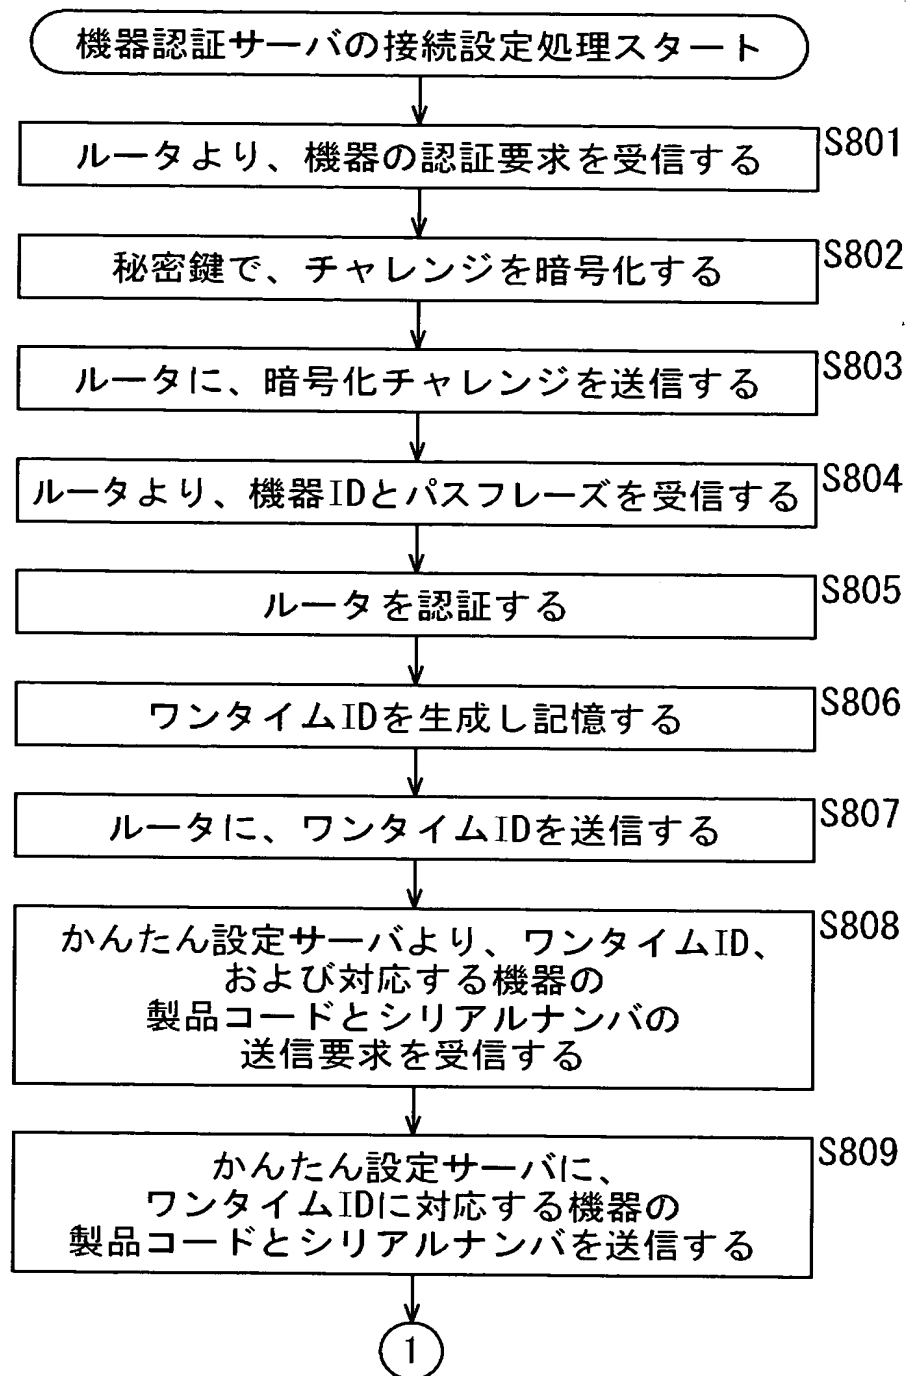 機器認証サーバの接続設定処理スタート
ルータより、機器の認証要求を受信する
S801
秘密鍵で、チャレンジを暗号化する
S802
ルータに、暗号化チャレンジを送信する
S803
ルータより、機器IDとパスフレーズを受信する
S804
ルータを認証する
S805
ワンタイムIDを生成し記憶する
S806
ルータに、ワンタイムIDを送信する
S807
かんたん設定サーバより、ワンタイムID、
および対応する機器の
製品コードとシリアルナンバの
送信要求を受信する
S808
かんたん設定サーバに、
ワンタイムIDに対応する機器の
製品コードとシリアルナンバを送信する
S809
1